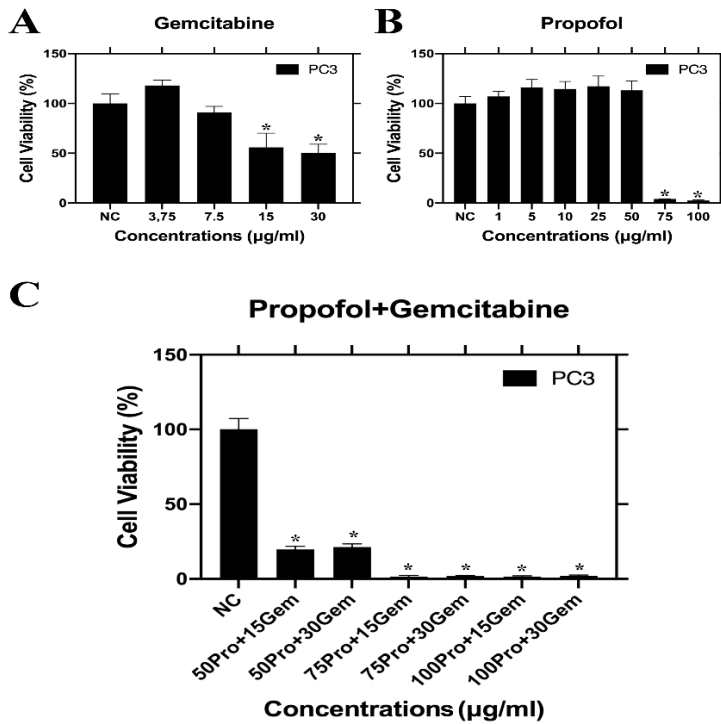 A
Gemcitabine
150
100
50
0
Cell Viability (%)
PC3
*
*
NC 3,75 7.5 15 30
Concentrations (µg/ml)
B
Propofol
150
100
50
0
Cell Viability (%)
PC3
*
*
NC 1 5 10 25 50 75 100
Concentrations (µg/ml)
C
Propofol+Gemcitabine
150
100
50
0
Cell Viability (%)
PC3
*
*
*
*
*
*
NC
50Pro+15Gem
50Pro+30Gem
75Pro+15Gem
75Pro+30Gem
100Pro+15Gem
100Pro+30Gem
Concentrations (µg/ml)